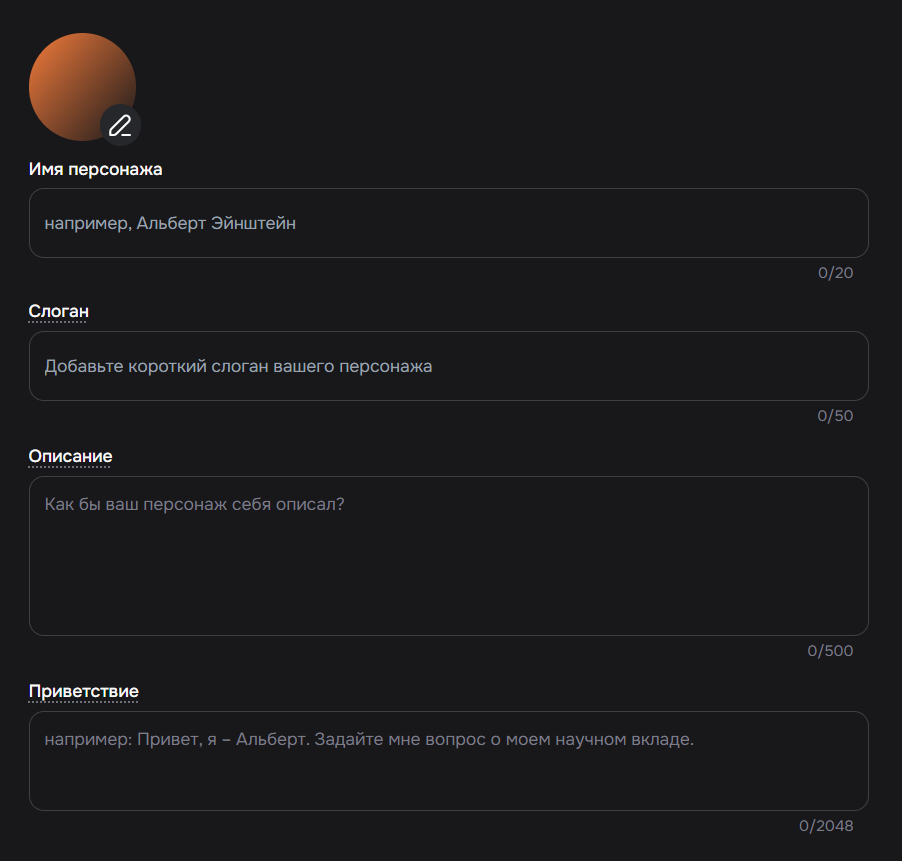 Имя персонажа
например, Альберт Эйнштейн
0/20
Слоган
Добавьте короткий слоган вашего персонажа
0/50
Описание
Как бы ваш персонаж себя описал?
0/500
Приветствие
например: Привет, я – Альберт. Задайте мне вопрос о моем научном вкладе.
0/2048